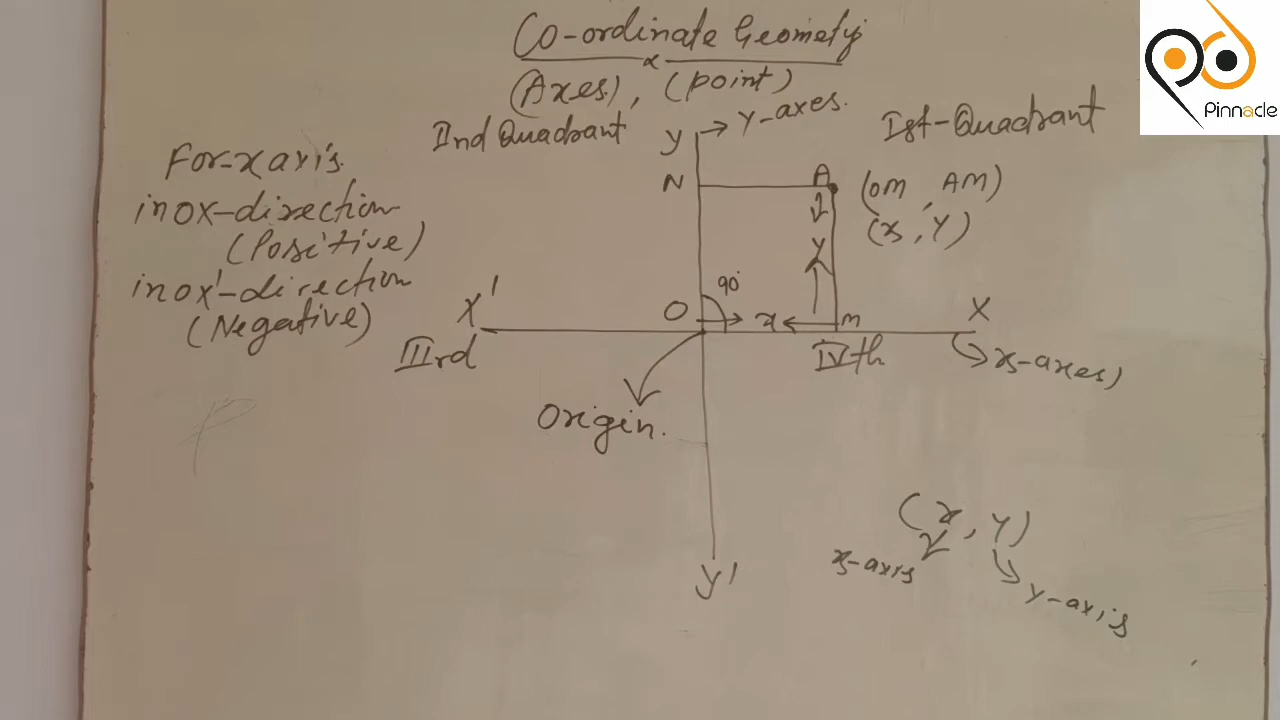 Co-ordinate Geometry
(Axes), (point)
Pinnacle
IInd Quadrant
Y → Y-axes.
Ist-Quadrant
For-x axis.
in ox-direction
(Positive)
in ox'-direction
(Negative)
N
A
(OM, AM)
(x, Y)
Y
90°
X'
O
x
M
X
IIIrd
IVth
x-axes)
Origin.
(x, Y)
x-axis
Y-axis
Y'